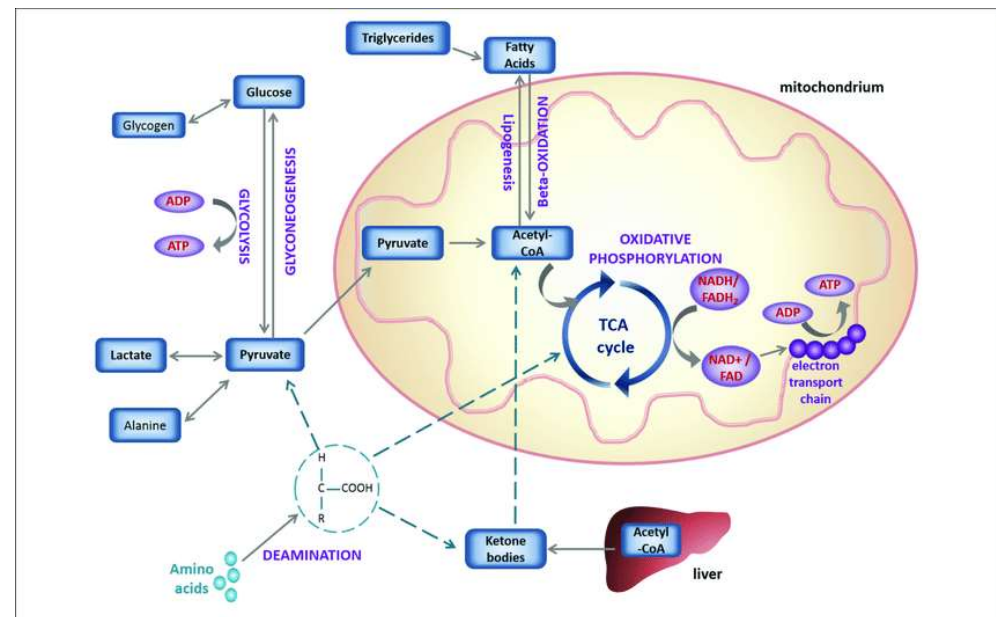 Triglycerides
Fatty
Acids
mitochondrium
Glucose
Glycogen
Lipogenesis
Beta-OXIDATION
GLYCOLYSIS
GLYCONEOGENESIS
ADP
ATP
Pyruvate
Acetyl-
CoA
OXIDATIVE
PHOSPHORYLATION
NADH/
FADH₂
ATP
ADP
TCA
cycle
NAD+ /
FAD
electron
transport
chain
Lactate
Pyruvate
Alanine
H
C
COOH
R
DEAMINATION
Amino
acids
Ketone
bodies
Acetyl
-CoA
liver